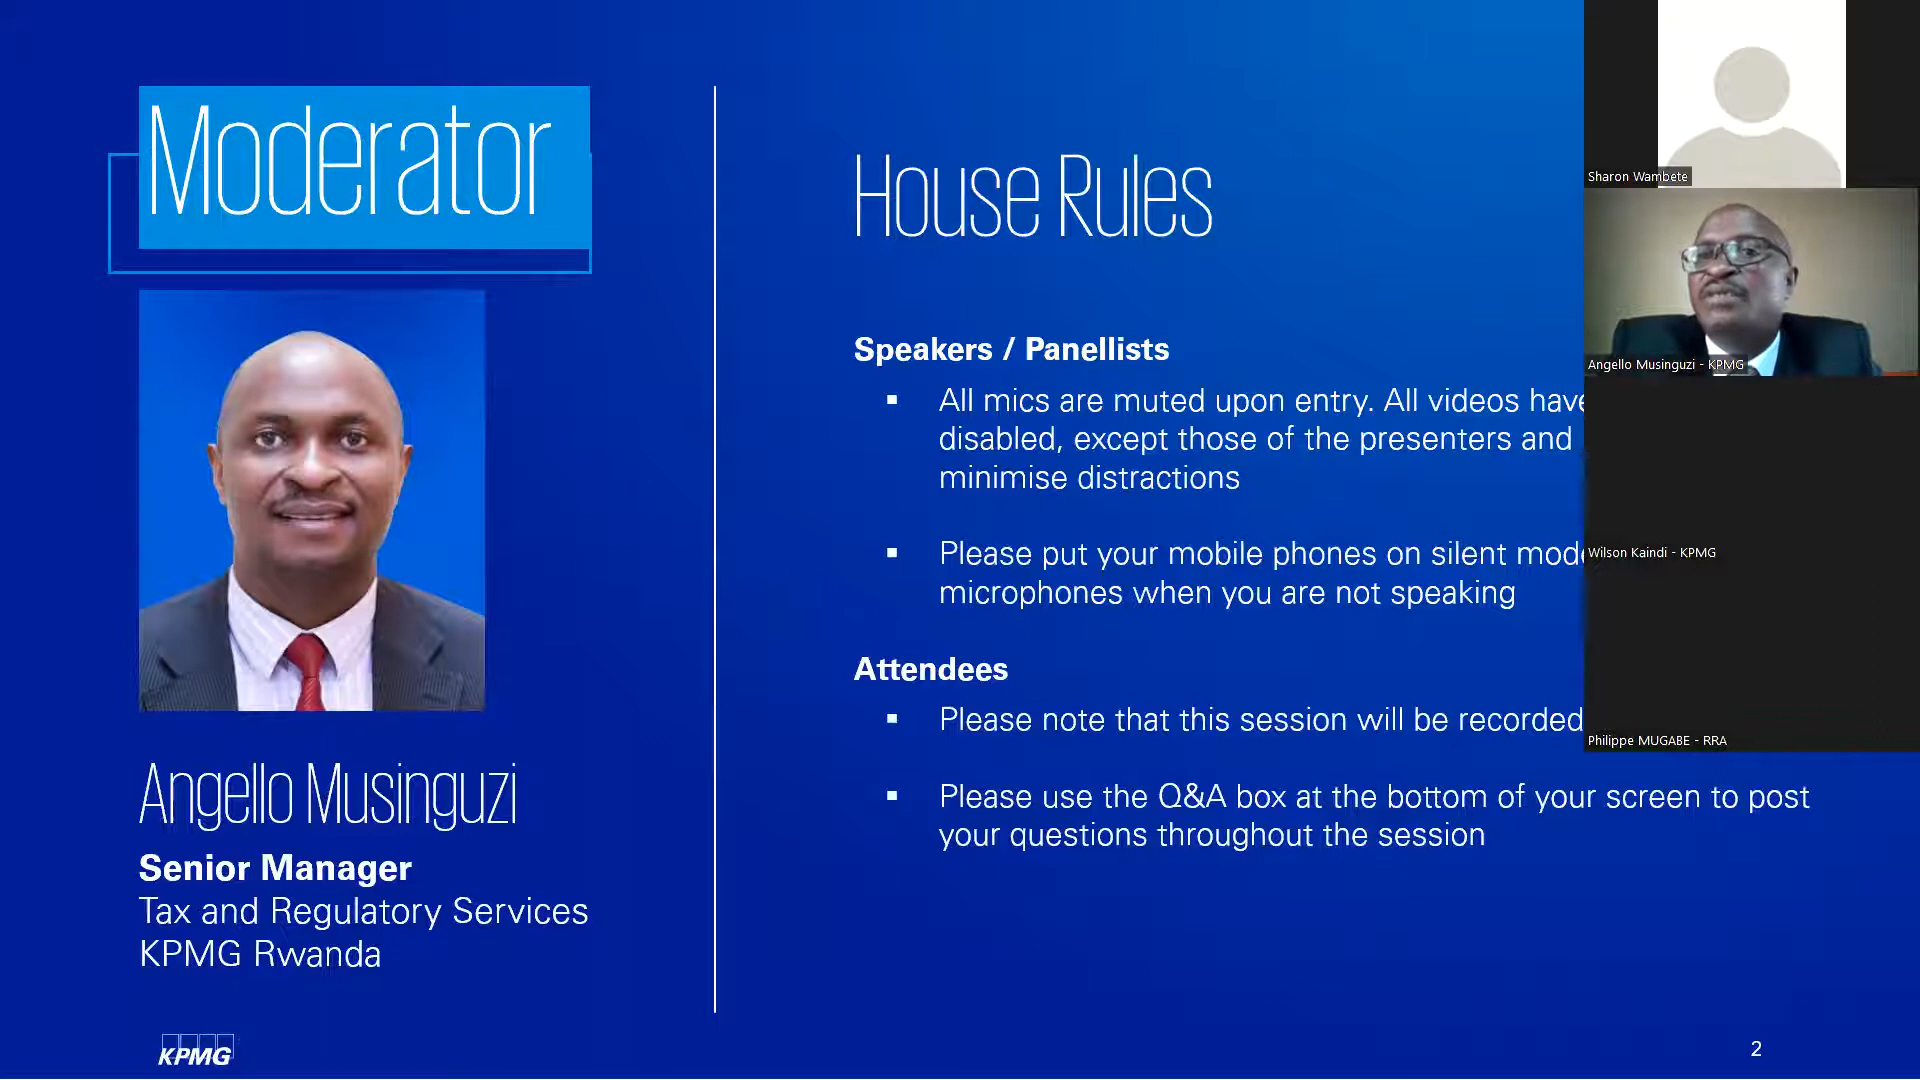 Moderator
Angello Musinguzi
Senior Manager
Tax and Regulatory Services
KPMG Rwanda
KPMG
House Rules
Speakers / Panellists
▪ All mics are muted upon entry. All videos have
disabled, except those of the presenters and
minimise distractions
▪ Please put your mobile phones on silent mode
microphones when you are not speaking
Attendees
▪ Please note that this session will be recorded
▪ Please use the Q&A box at the bottom of your screen to post
your questions throughout the session
2
Sharon Wambete
Angello Musinguzi - KPMG
Wilson Kaindi - KPMG
Philippe MUGABE - RRA